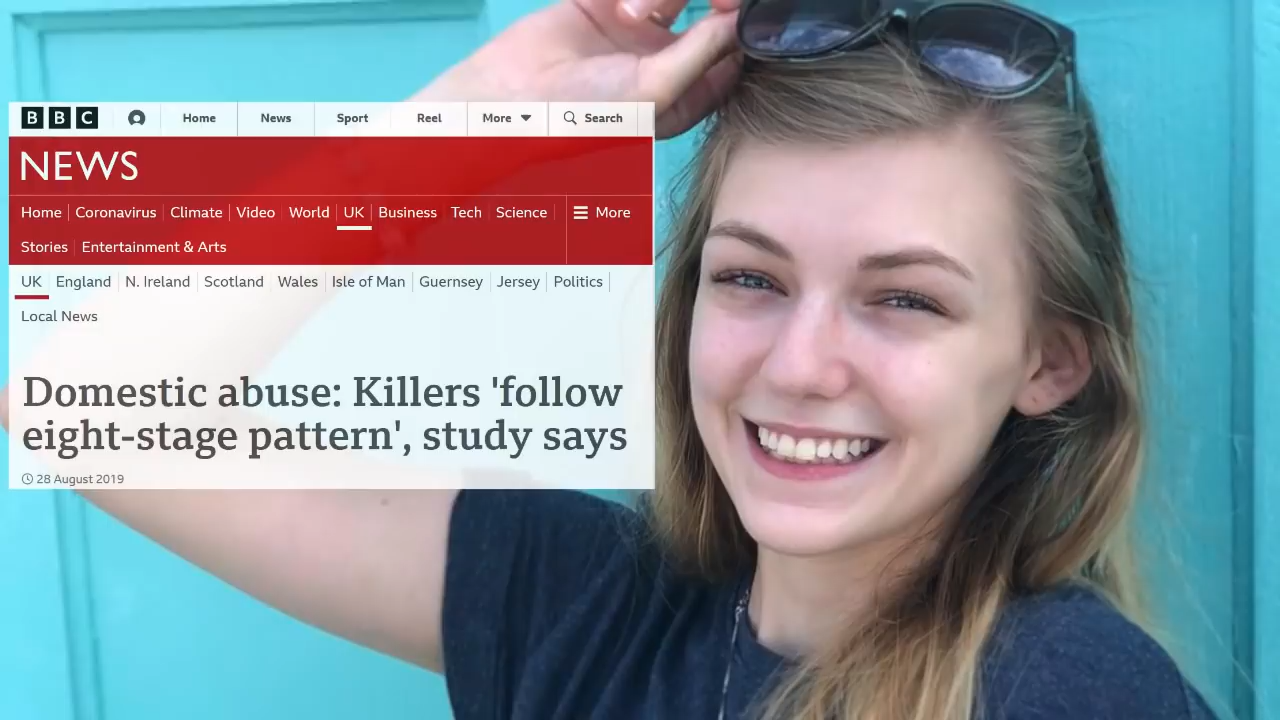 BBC Home News Sport Reel More Search
NEWS
Home Coronavirus Climate Video World UK Business Tech Science More
Stories Entertainment & Arts
UK England N. Ireland Scotland Wales Isle of Man Guernsey Jersey Politics
Local News
Domestic abuse: Killers 'follow
eight-stage pattern', study says
28 August 2019